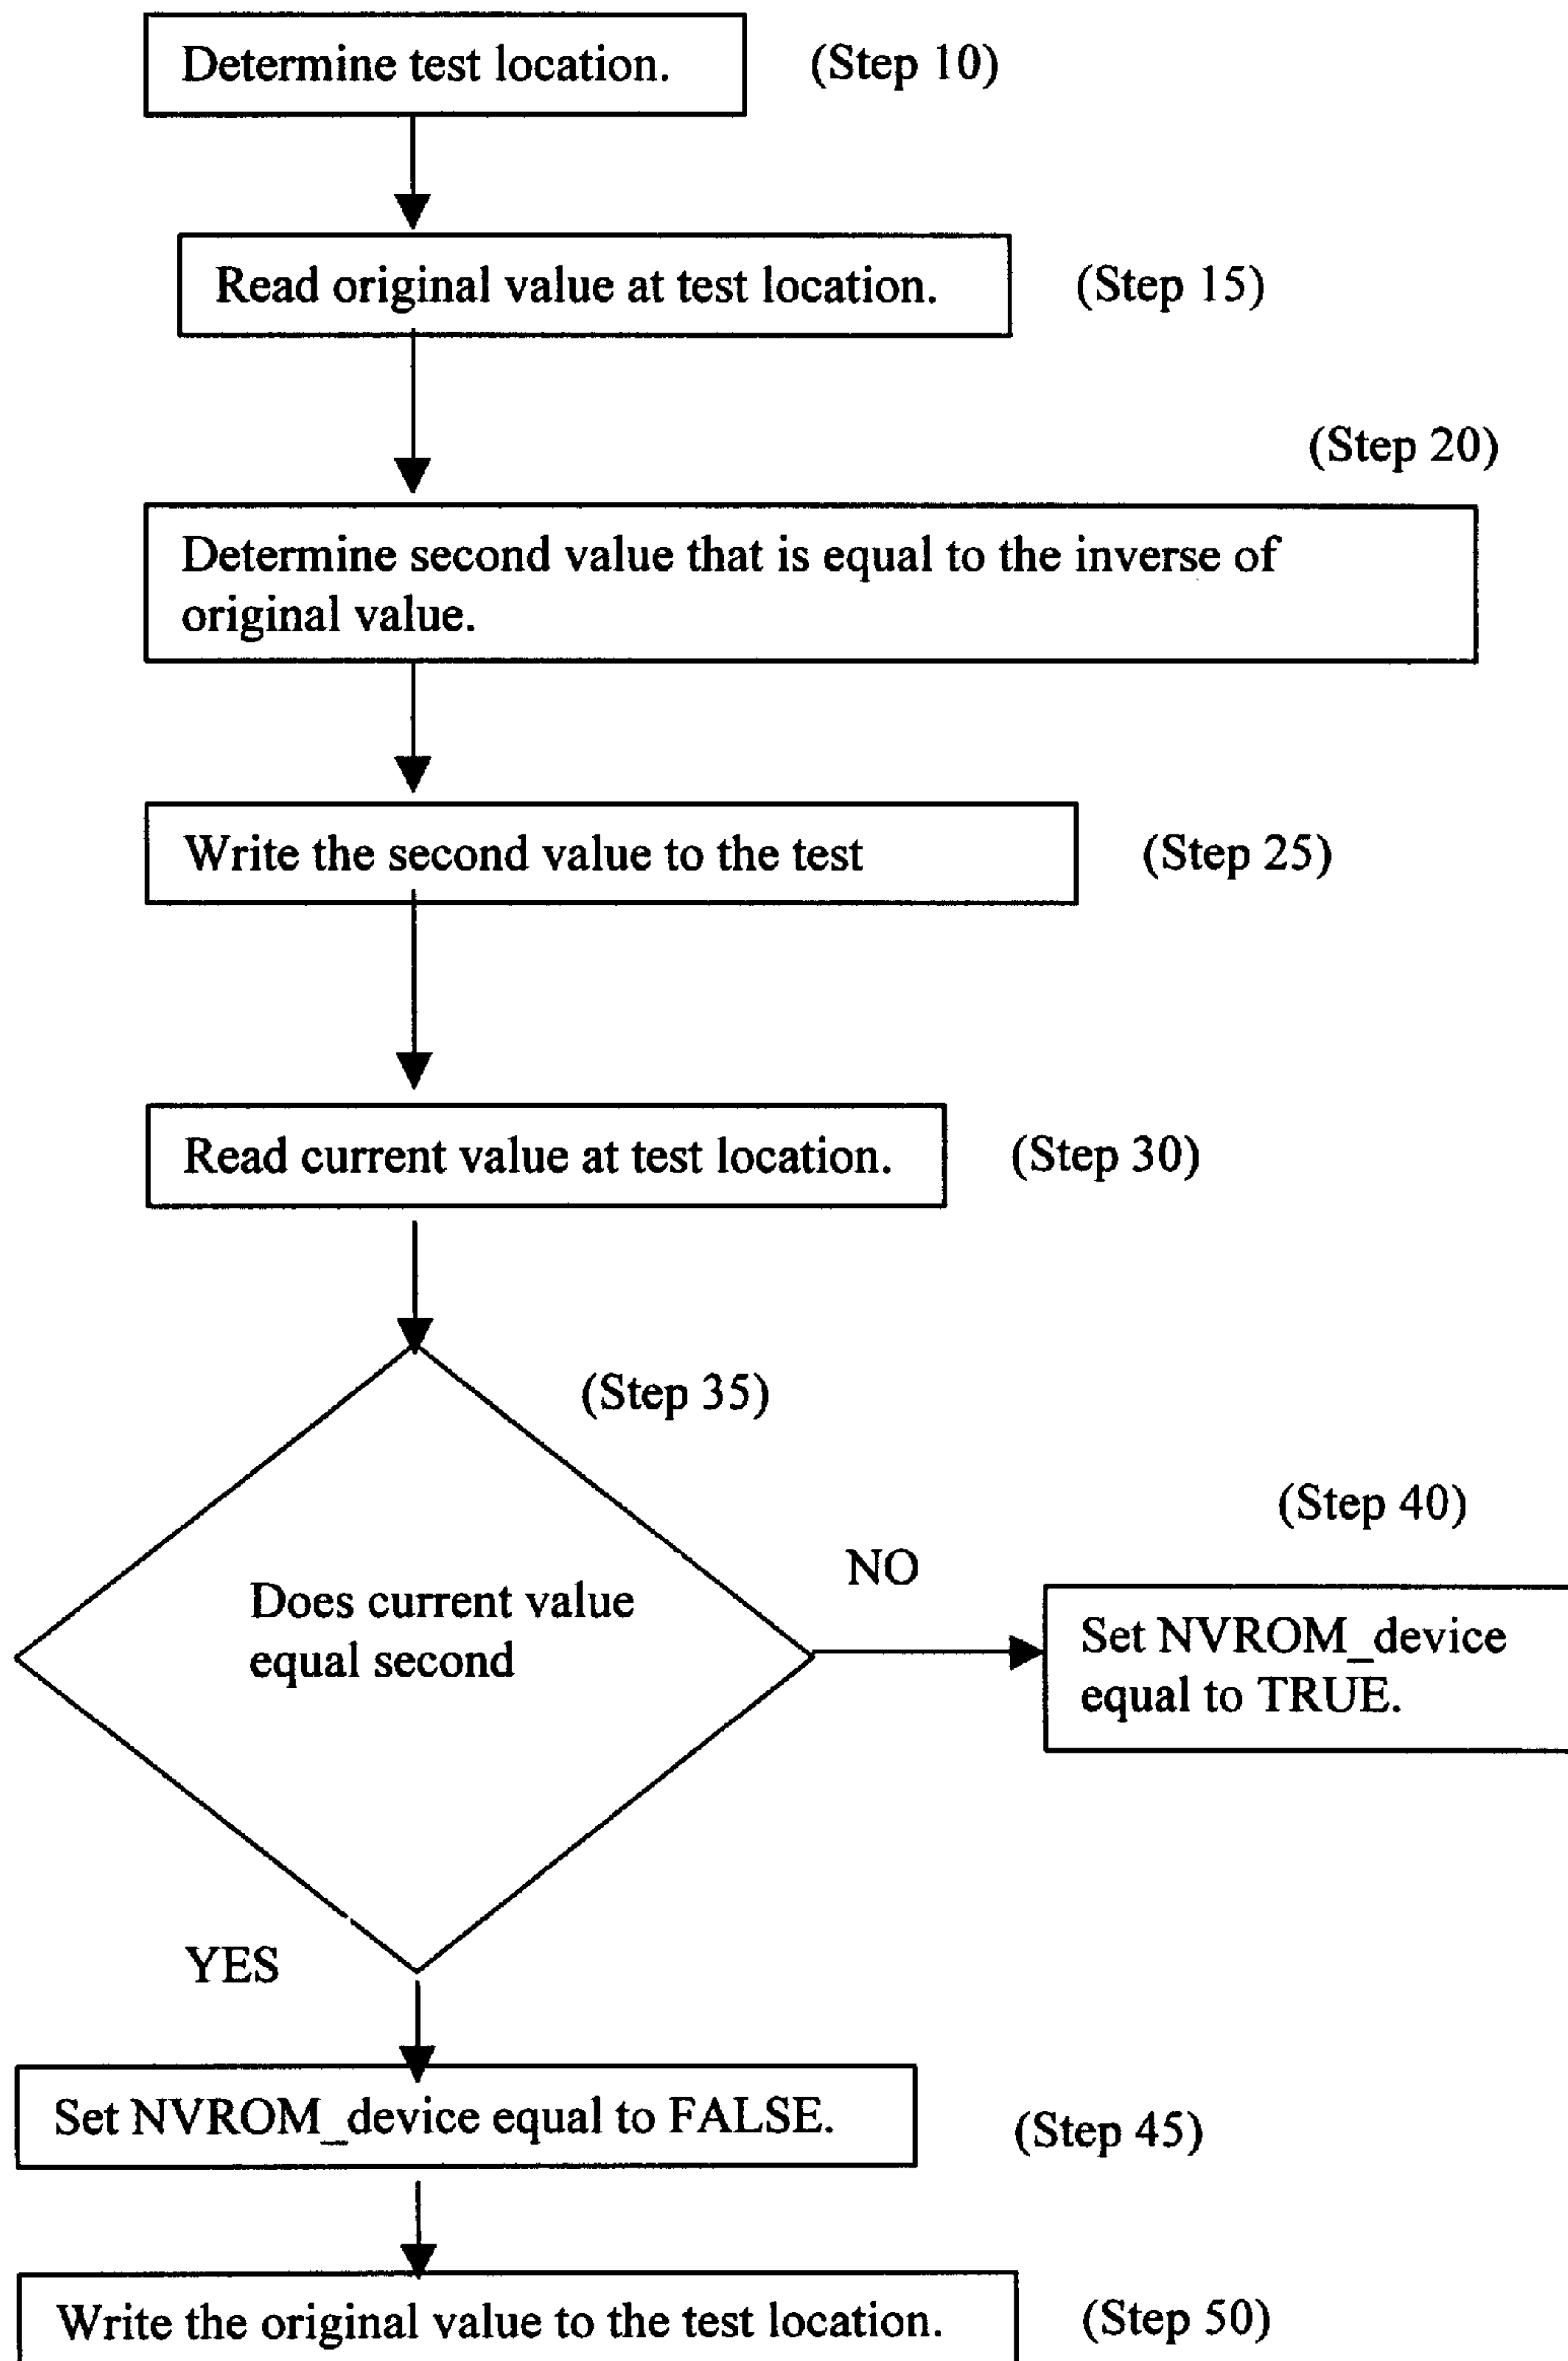 Determine test location.
(Step 10)
Read original value at test location.
(Step 15)
(Step 20)
Determine second value that is equal to the inverse of
original value.
Write the second value to the test
(Step 25)
Read current value at test location.
(Step 30)
(Step 35)
Does current value
equal second
NO
(Step 40)
Set NVROM_device
equal to TRUE.
YES
Set NVROM_device equal to FALSE.
(Step 45)
Write the original value to the test location.
(Step 50)